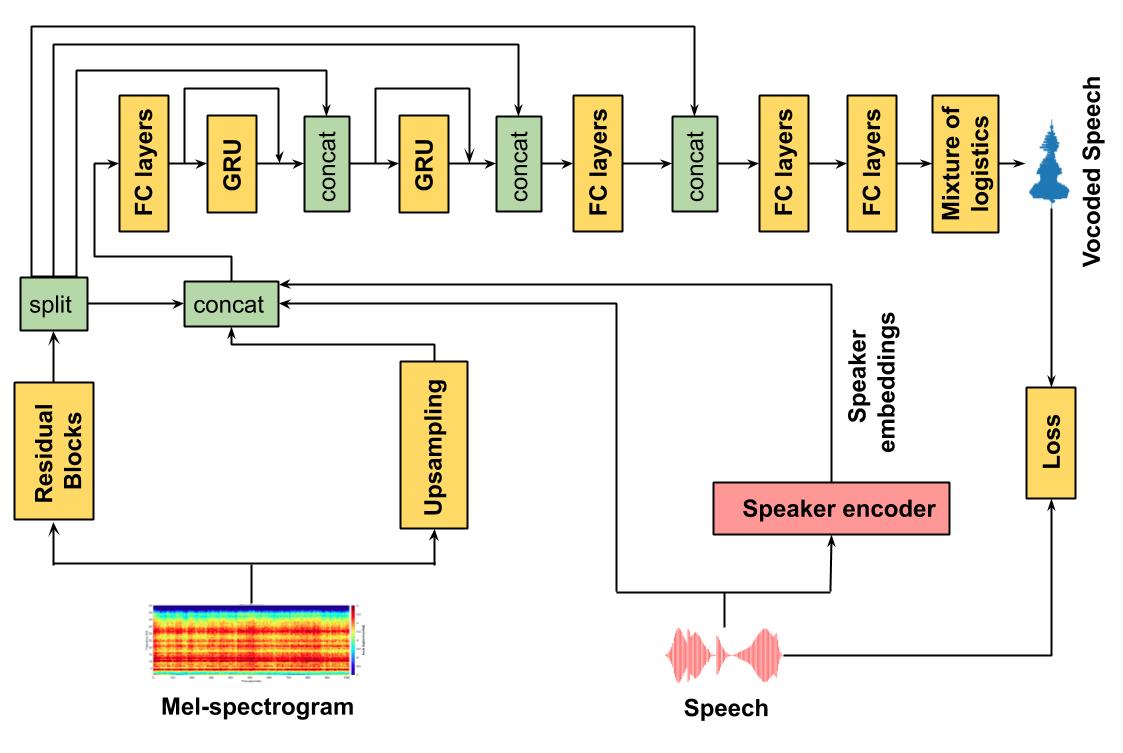 FC layers
GRU
concat
GRU
concat
FC layers
concat
FC layers
FC layers
Mixture of
logistics
Vocoded Speech
split
concat
Residual
Blocks
Upsampling
Speaker
embeddings
Loss
Speaker encoder
Mel-spectrogram
Speech